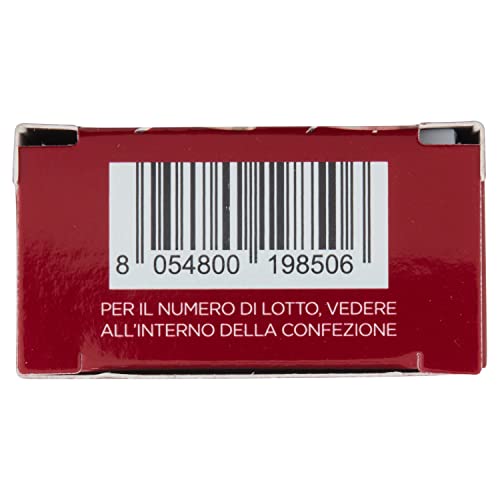 8 054800 198506
PER IL NUMERO DI LOTTO, VEDERE
ALL'INTERNO DELLA CONFEZIONE